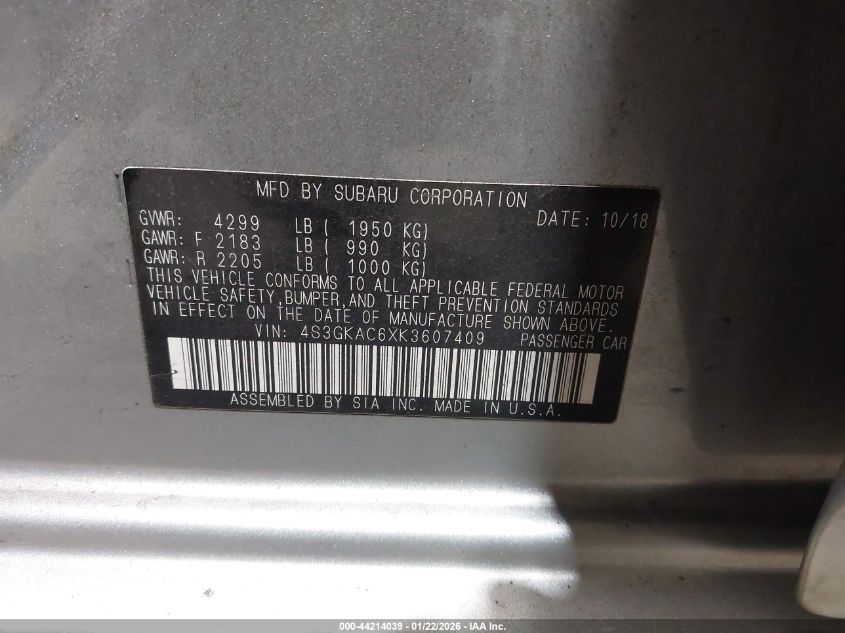 MFD BY SUBARU CORPORATION
DATE: 10/18
GVWR: 4299 LB ( 1950 KG)
GAWR: F 2183 LB ( 990 KG)
GAWR: R 2205 LB ( 1000 KG)
THIS VEHICLE CONFORMS TO ALL APPLICABLE FEDERAL MOTOR
VEHICLE SAFETY, BUMPER, AND THEFT PREVENTION STANDARDS
IN EFFECT ON THE DATE OF MANUFACTURE SHOWN ABOVE.
VIN: 4S3GKAC6XK3607409 PASSENGER CAR
ASSEMBLED BY SIA INC. MADE IN U.S.A.
000-44214039 - 01/22/2026 - IAA Inc.